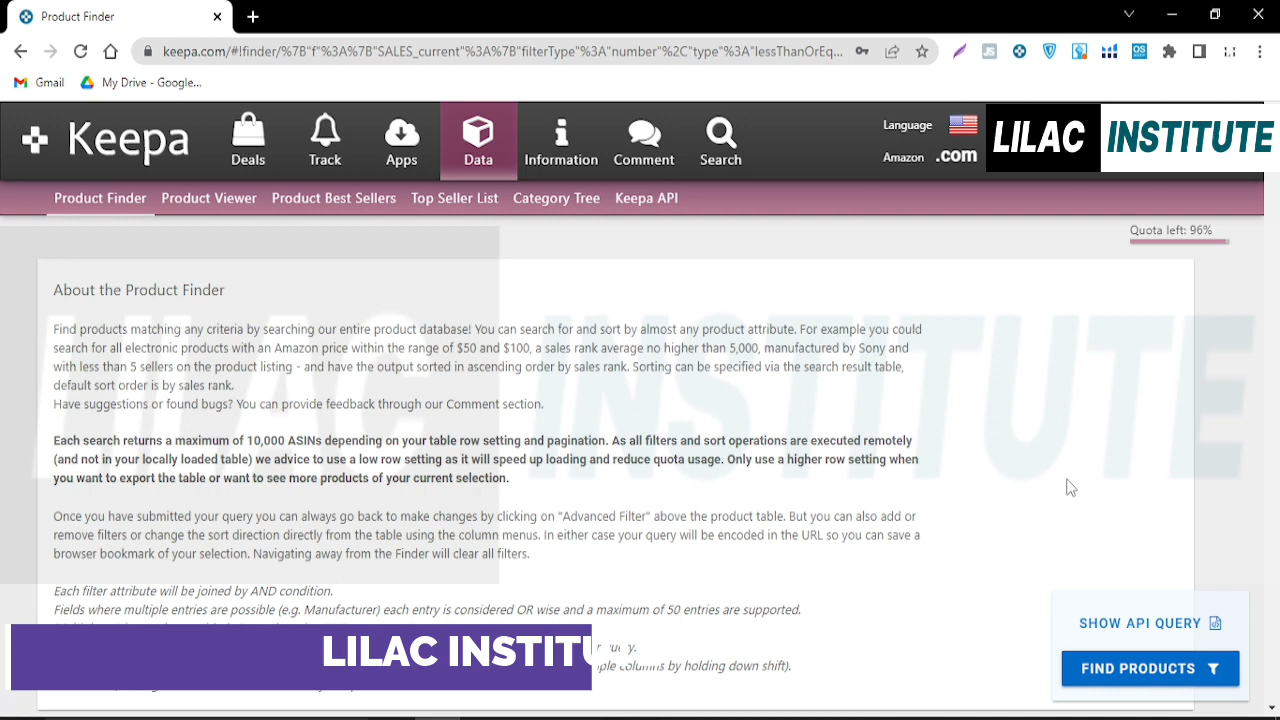 Product Finder
keepa.com/#!finder/%7B"f"%3A%7B"SALES_current"%3A%7B"filterType"%3A"number"%2C"type"%3A"lessThanOrEq...
Gmail My Drive - Google...
Keepa
Deals
Track
Apps
Data
Information
Comment
Search
Language
Amazon .com
LILAC INSTITUTE
Product Finder Product Viewer Product Best Sellers Top Seller List Category Tree Keepa API
Quota left: 96%
About the Product Finder
Find products matching any criteria by searching our entire product database! You can search for and sort by almost any product attribute. For example you could
search for all electronic products with an Amazon price within the range of $50 and $100, a sales rank average no higher than 5,000, manufactured by Sony and
with less than 5 sellers on the product listing - and have the output sorted in ascending order by sales rank. Sorting can be specified via the search result table,
default sort order is by sales rank.
Have suggestions or found bugs? You can provide feedback through our Comment section.
Each search returns a maximum of 10,000 ASINs depending on your table row setting and pagination. As all filters and sort operations are executed remotely
(and not in your locally loaded table) we advice to use a low row setting as it will speed up loading and reduce quota usage. Only use a higher row setting when
you want to export the table or want to see more products of your current selection.
Once you have submitted your query you can always go back to make changes by clicking on "Advanced Filter" above the product table. But you can also add or
remove filters or change the sort direction directly from the table using the column menus. In either case your query will be encoded in the URL so you can save a
browser bookmark of your selection. Navigating away from the Finder will clear all filters.
Each filter attribute will be joined by AND condition.
Fields where multiple entries are possible (e.g. Manufacturer) each entry is considered OR wise and a maximum of 50 entries are supported.
columns by holding down shift).
LILAC INSTITU
LILAC INSTITUTE
SHOW API QUERY
FIND PRODUCTS